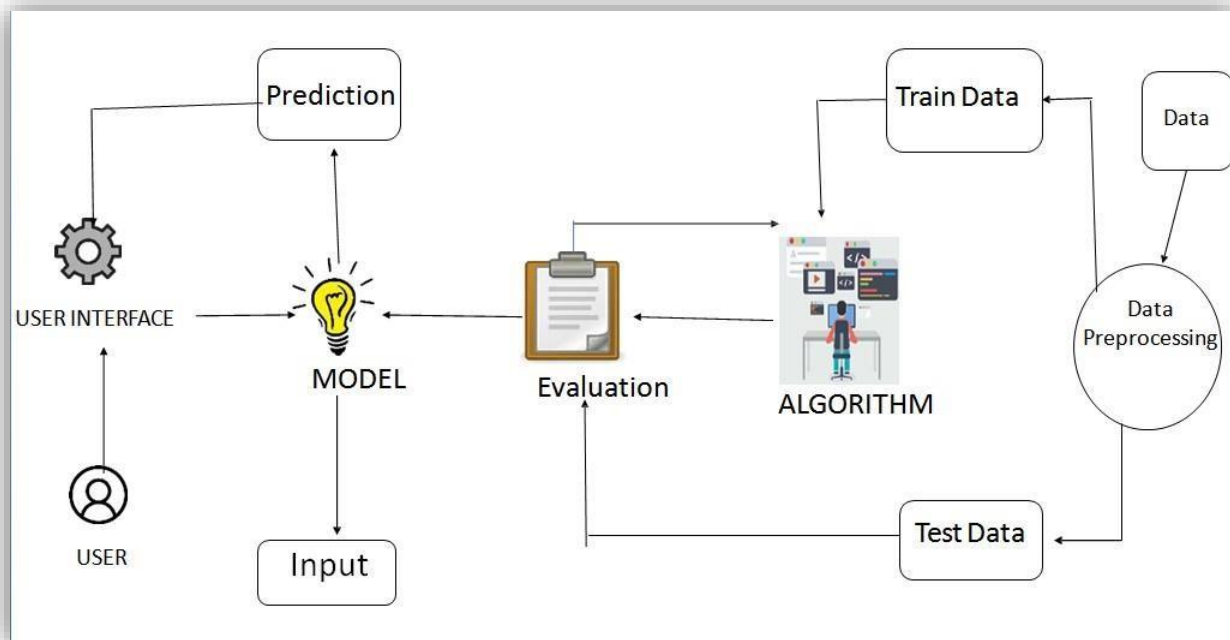 Prediction
Train Data
Data
USER INTERFACE
MODEL
Evaluation
ALGORITHM
Data
Preprocessing
USER
Input
Test Data